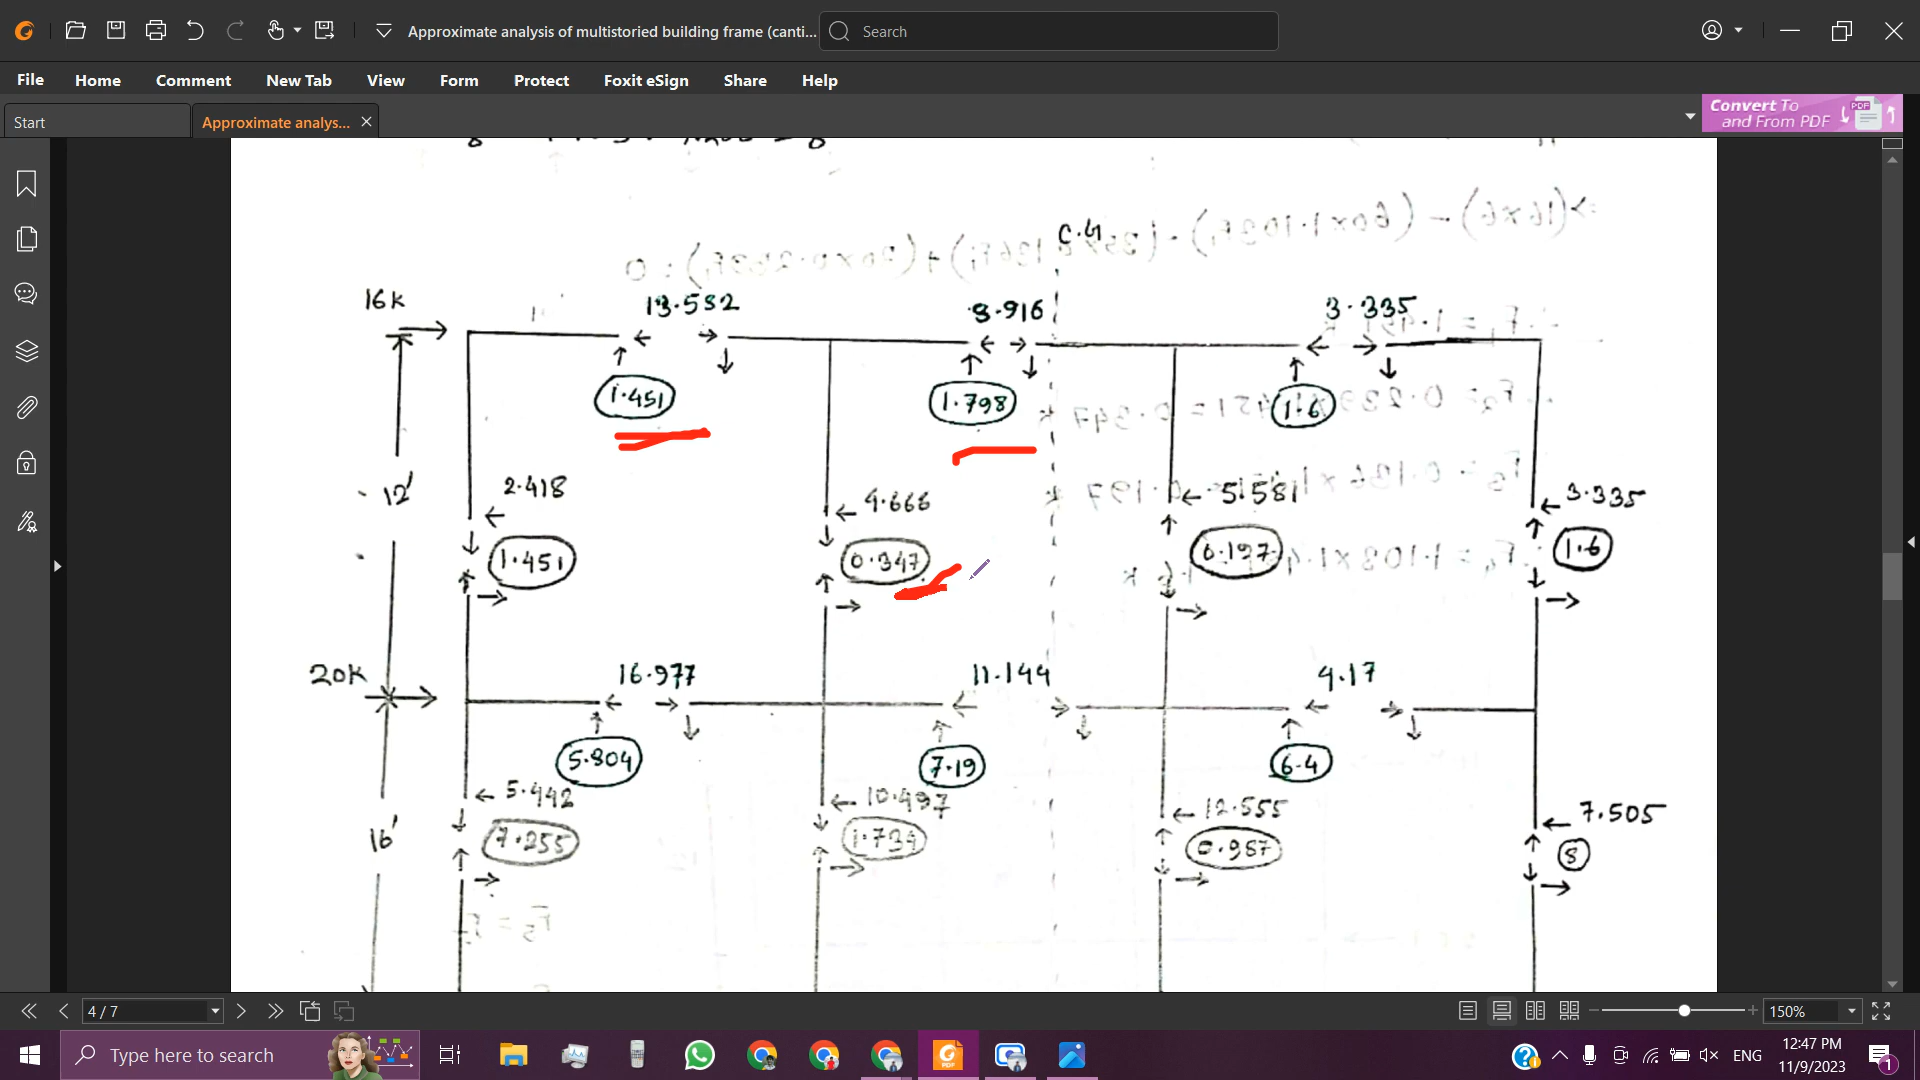 Approximate analysis of multistoried building frame (canti...
Search
File
Home
Comment
New Tab
View
Form
Protect
Foxit eSign
Share
Help
Start
Approximate analys...
Convert To
and From PDF
PDF
C.G
16K
13.532
8.916
3.335
1.451
1.798
1.6
12'
2.418
4.666
5.581
3.335
1.451
0.347
0.197
1.6
20K
16.977
11.144
4.17
5.804
7.19
6.4
5.442
10.497
12.555
7.505
16'
7.255
1.734
0.987
8
4 / 7
150%
Type here to search
ENG
12:47 PM
11/9/2023
1